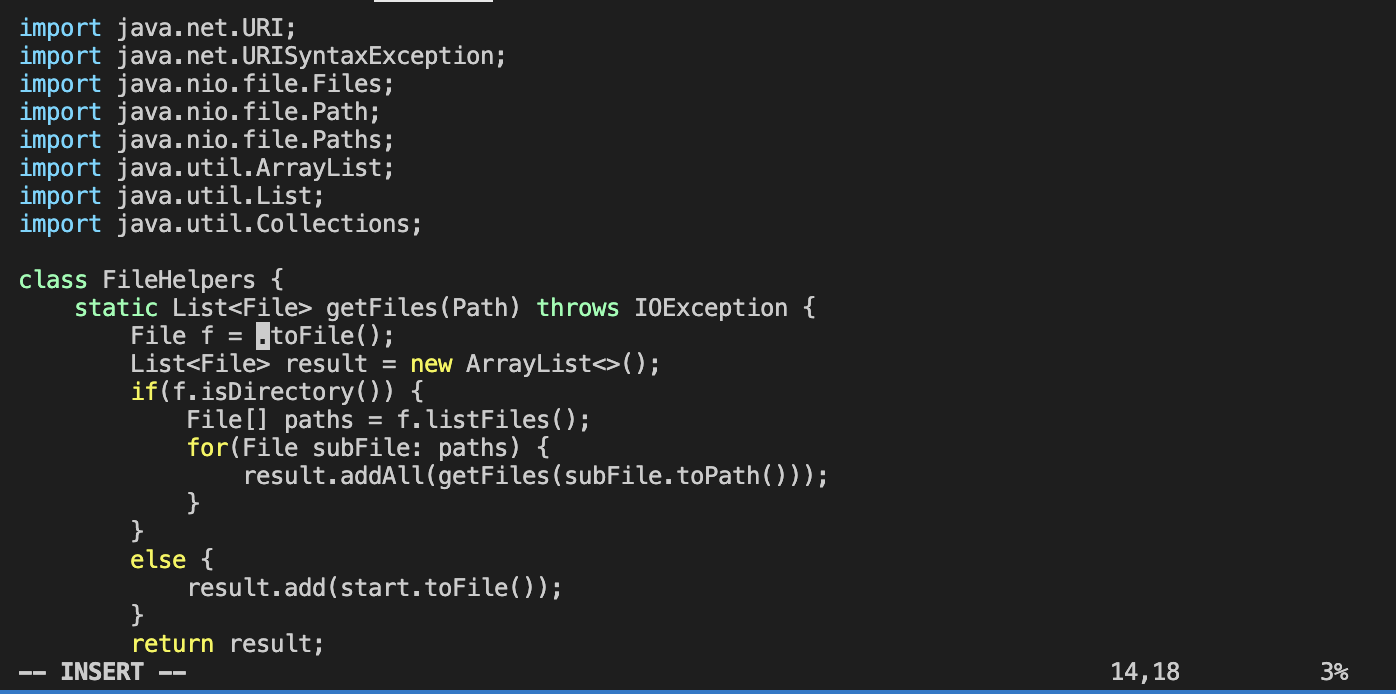 import java.net.URI;
import java.net.URISyntaxException;
import java.nio.file.Files;
import java.nio.file.Path;
import java.nio.file.Paths;
import java.util.ArrayList;
import java.util.List;
import java.util.Collections;

class FileHelpers {
    static List<File> getFiles(Path) throws IOException {
        File f = .toFile();
        List<File> result = new ArrayList<>();
        if(f.isDirectory()) {
            File[] paths = f.listFiles();
            for(File subFile: paths) {
                result.addAll(getFiles(subFile.toPath()));
            }
        }
        else {
            result.add(start.toFile());
        }
        return result;
-- INSERT -- 14,18 3%